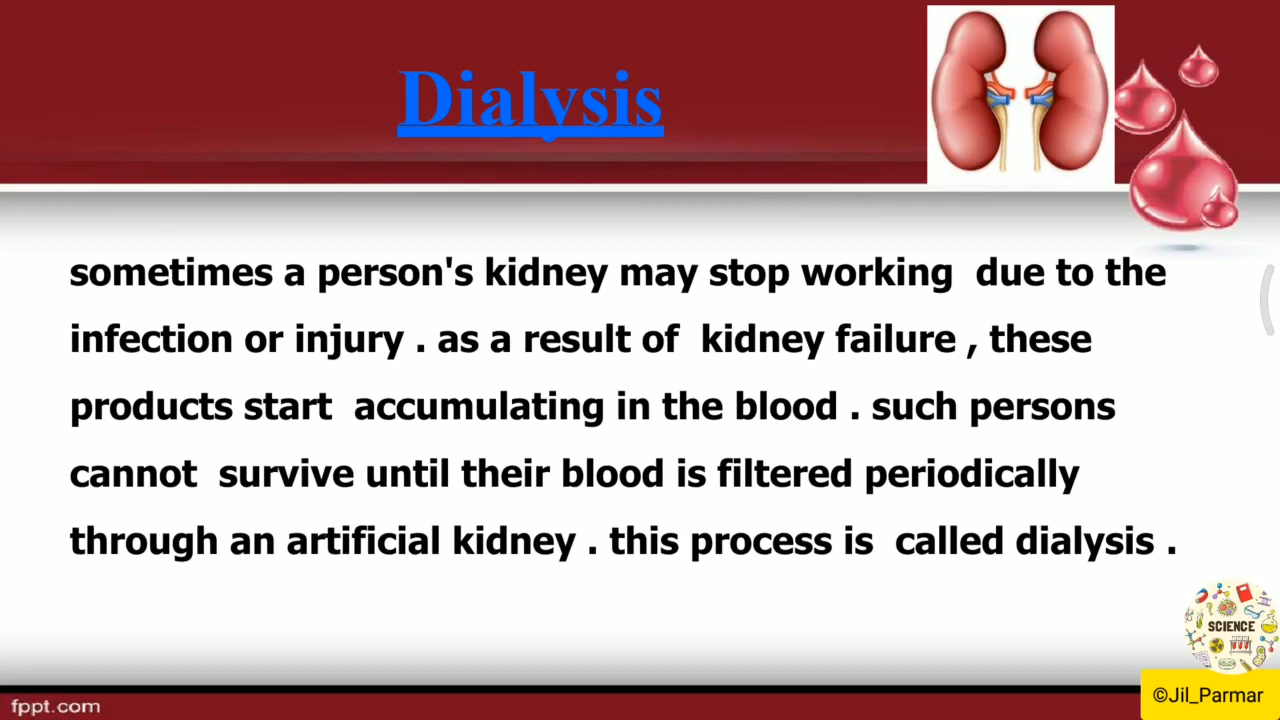 Dialysis
sometimes a person's kidney may stop working  due to the
infection or injury . as a result of  kidney failure , these
products start  accumulating in the blood . such persons
cannot  survive until their blood is filtered periodically
through an artificial kidney . this process is  called dialysis .
SCIENCE
©Jil_Parmar
fppt.com